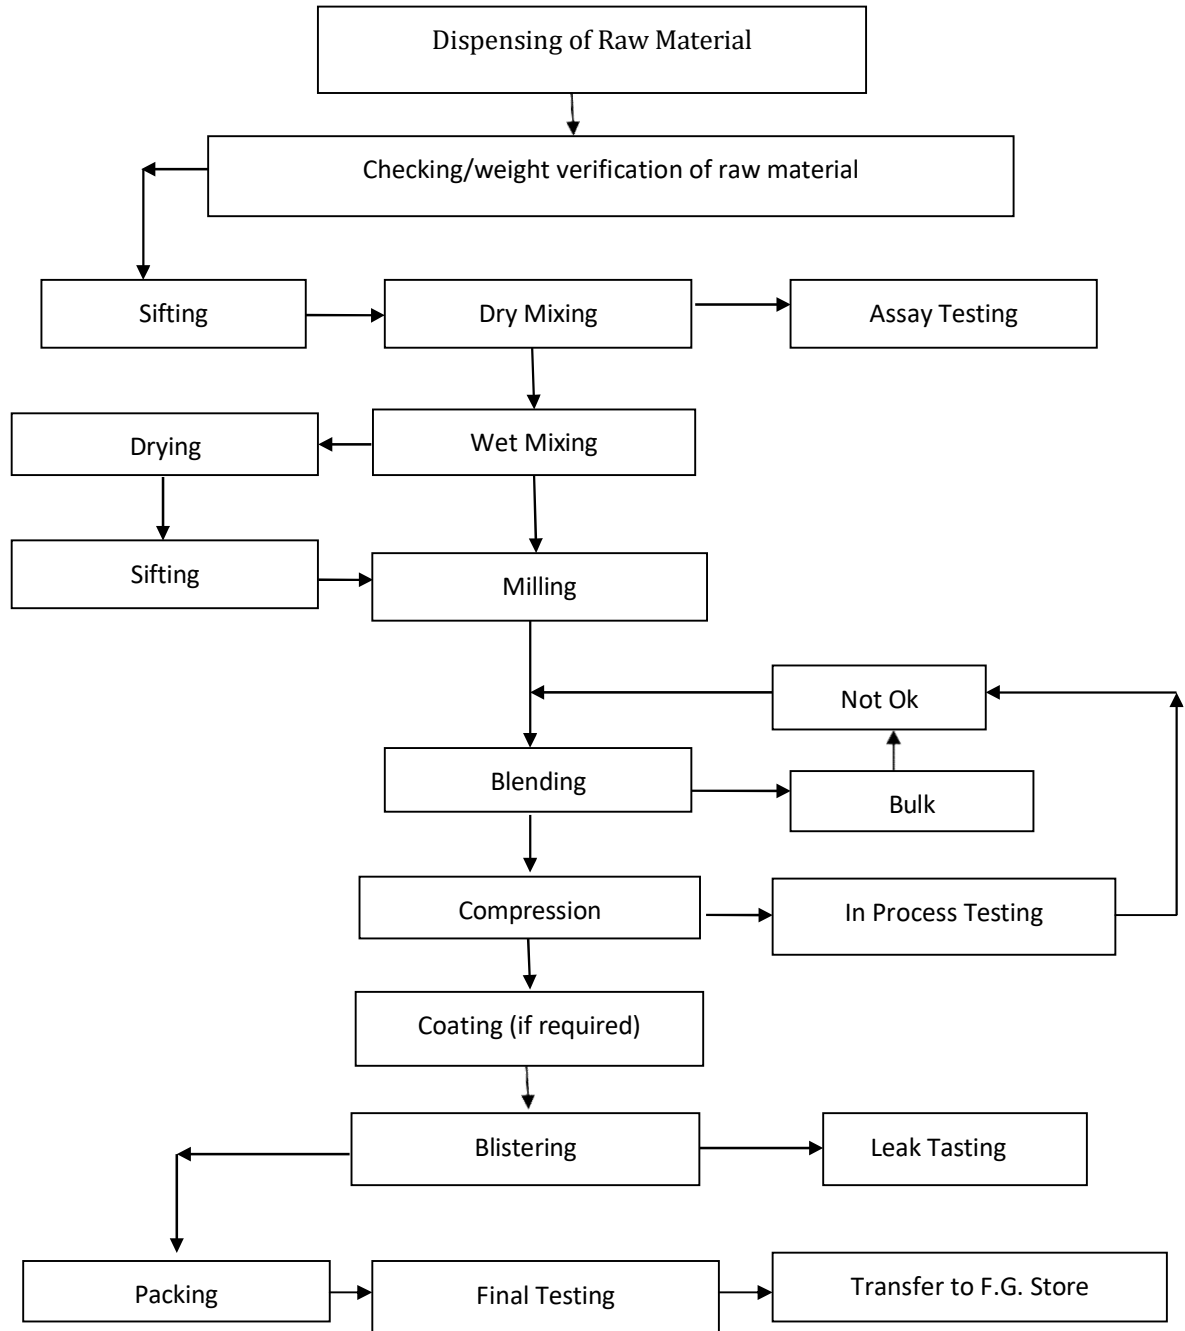 Dispensing of Raw Material
Checking/weight verification of raw material
Sifting
Dry Mixing
Assay Testing
Drying
Wet Mixing
Sifting
Milling
Not Ok
Blending
Bulk
Compression
In Process Testing
Coating (if required)
Blistering
Leak Tasting
Packing
Final Testing
Transfer to F.G. Store